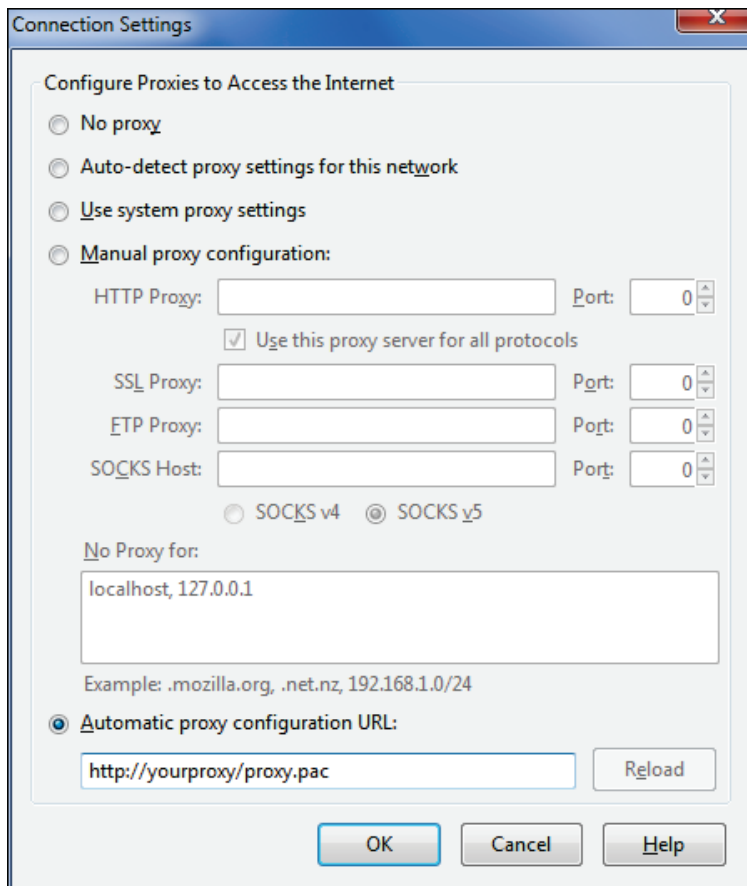 Connection Settings
Configure Proxies to Access the Internet
No proxy
Auto-detect proxy settings for this network
Use system proxy settings
Manual proxy configuration:
HTTP Proxy: Port: 0
Use this proxy server for all protocols
SSL Proxy: Port: 0
FTP Proxy: Port: 0
SOCKS Host: Port: 0
SOCKS v4 SOCKS v5
No Proxy for:
localhost, 127.0.0.1
Example: .mozilla.org, .net.nz, 192.168.1.0/24
Automatic proxy configuration URL:
http://yourproxy/proxy.pac Reload
OK Cancel Help